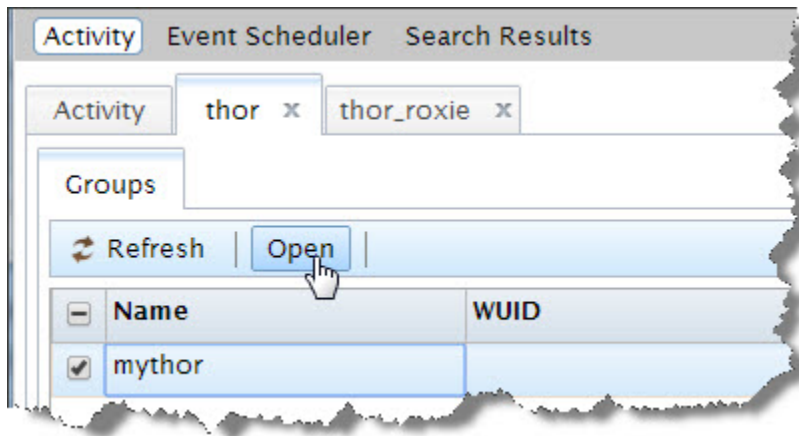 Activity Event Scheduler Search Results
Activity thor x thor_roxie x
Groups
Refresh Open
Name WUID
mythor